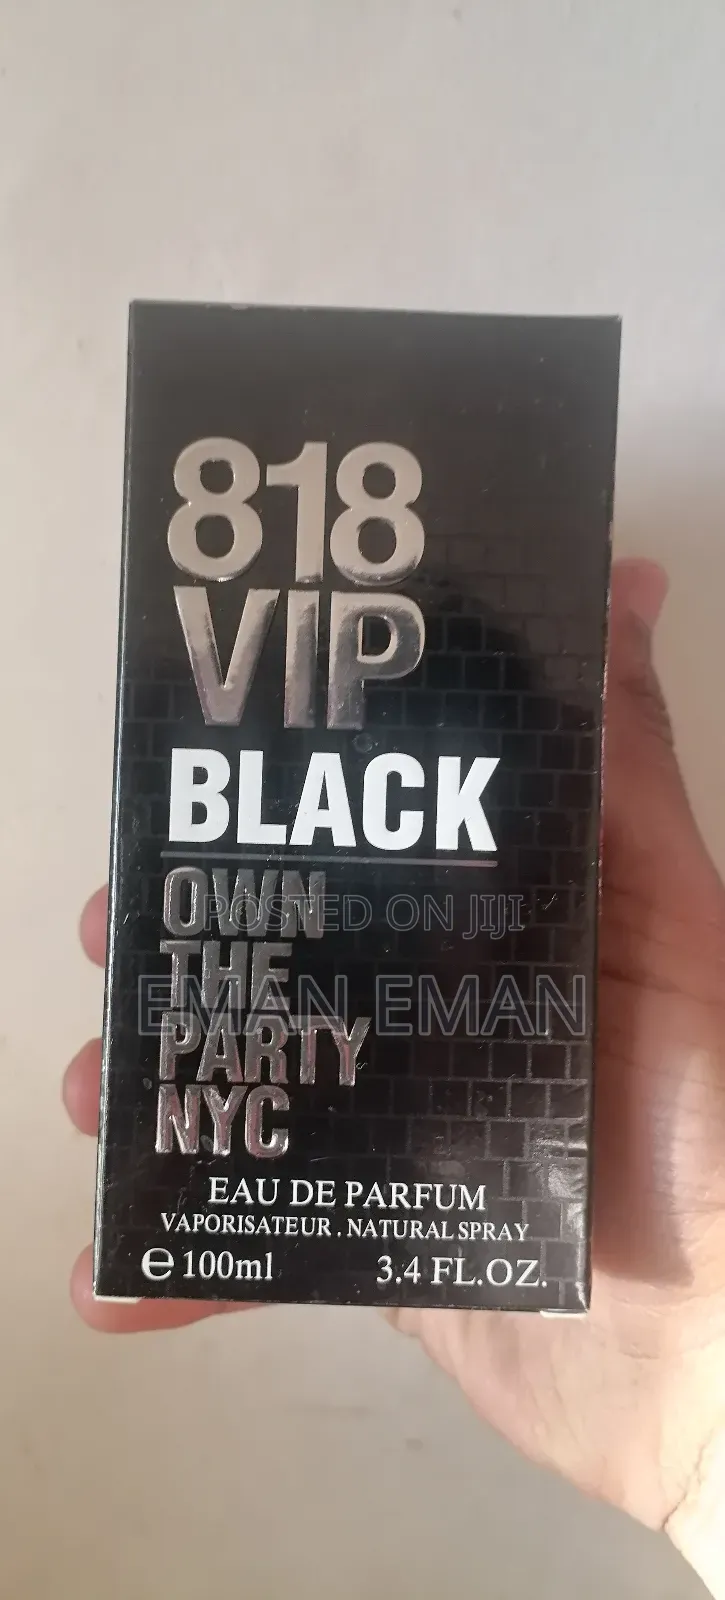 818
VIP
BLACK
OWN
THE
PARTY
NYC
POSTED ON JIJI
EMAN EMAN
EAU DE PARFUM
VAPORISATEUR . NATURAL SPRAY
e 100ml 3.4 FL.OZ.